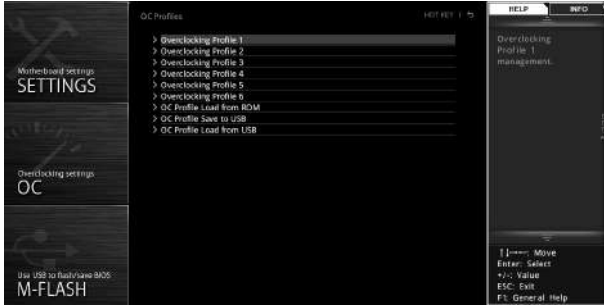 OC Profiles
HOT KEY |
HELP
INFO
> Overclocking Profile 1
> Overclocking Profile 2
> Overclocking Profile 3
> Overclocking Profile 4
> Overclocking Profile 5
> Overclocking Profile 6
> OC Profile Load from ROM
> OC Profile Save to USB
> OC Profile Load from USB
Motherboard settings
SETTINGS
Overclocking settings
OC
Use USB to flash/save BIOS
M-FLASH
Overclocking
Profile 1
management.
Move
Enter: Select
+/-: Value
ESC: Exit
F1: General Help